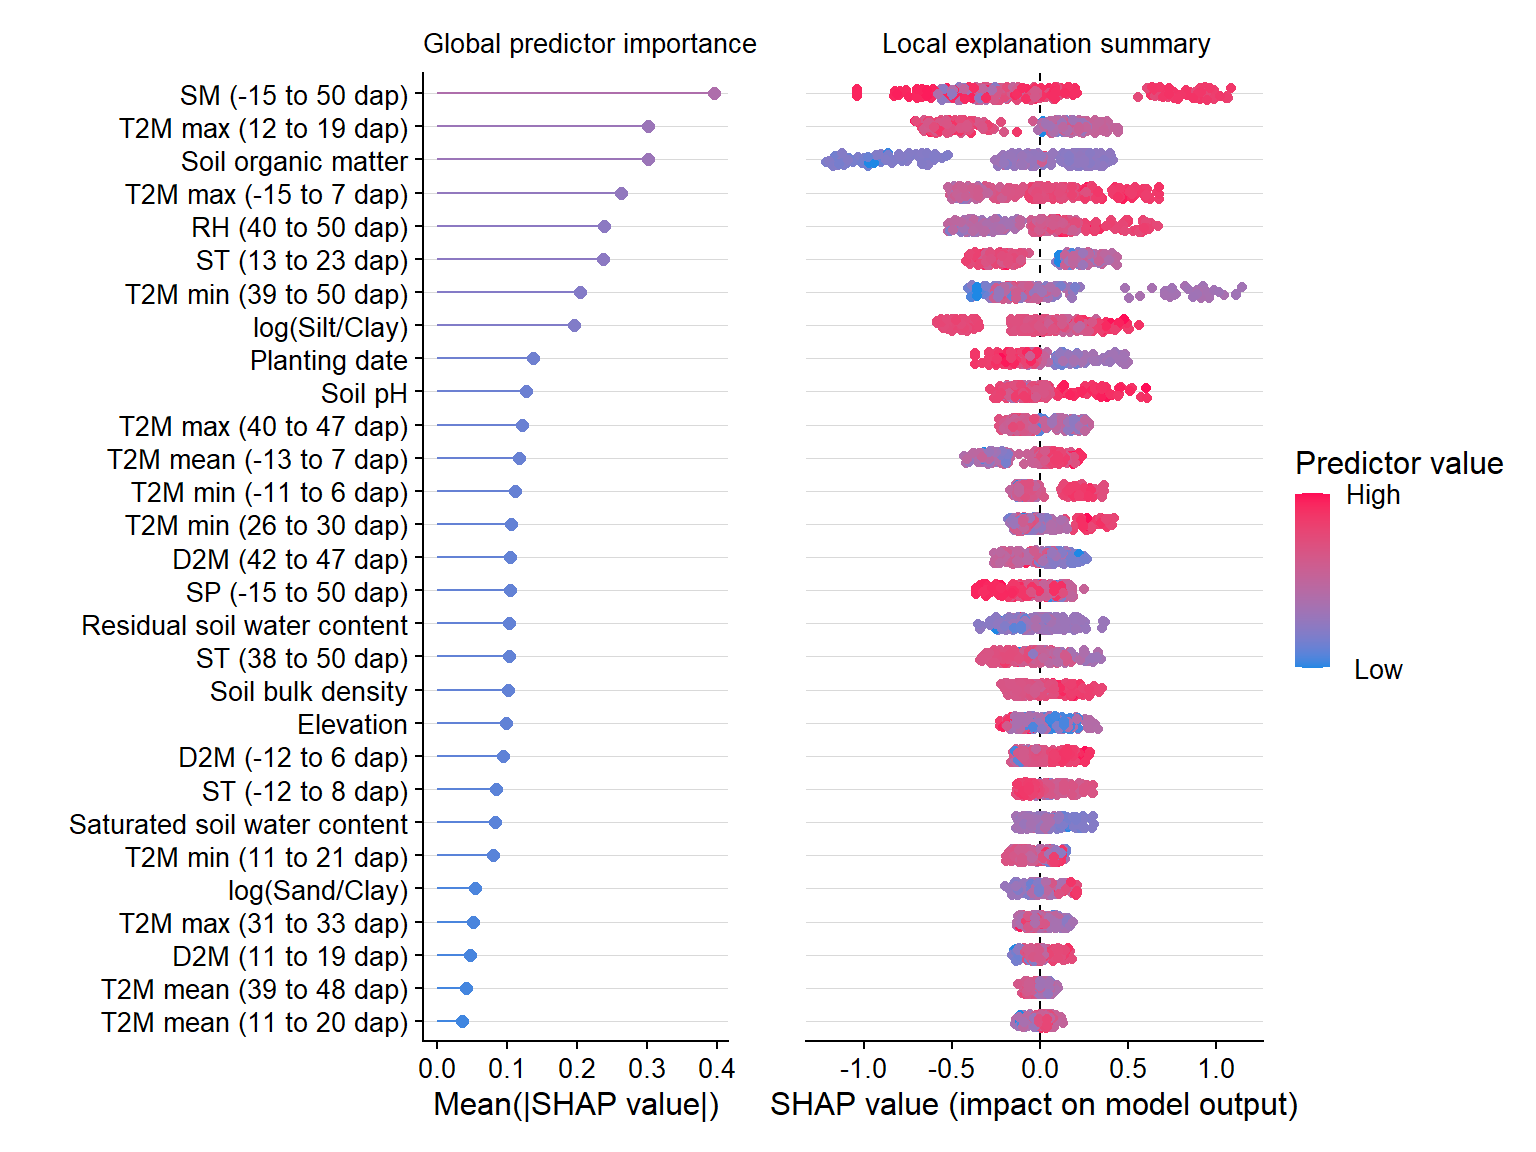 Global predictor importance
Local explanation summary
SM (-15 to 50 dap)
T2M max (12 to 19 dap)
Soil organic matter
T2M max (-15 to 7 dap)
RH (40 to 50 dap)
ST (13 to 23 dap)
T2M min (39 to 50 dap)
log(Silt/Clay)
Planting date
Soil pH
T2M max (40 to 47 dap)
T2M mean (-13 to 7 dap)
T2M min (-11 to 6 dap)
T2M min (26 to 30 dap)
D2M (42 to 47 dap)
SP (-15 to 50 dap)
Residual soil water content
ST (38 to 50 dap)
Soil bulk density
Elevation
D2M (-12 to 6 dap)
ST (-12 to 8 dap)
Saturated soil water content
T2M min (11 to 21 dap)
log(Sand/Clay)
T2M max (31 to 33 dap)
D2M (11 to 19 dap)
T2M mean (39 to 48 dap)
T2M mean (11 to 20 dap)
0.0 0.1 0.2 0.3 0.4
Mean(|SHAP value|)
-1.0 -0.5 0.0 0.5 1.0
SHAP value (impact on model output)
Predictor value
High
Low